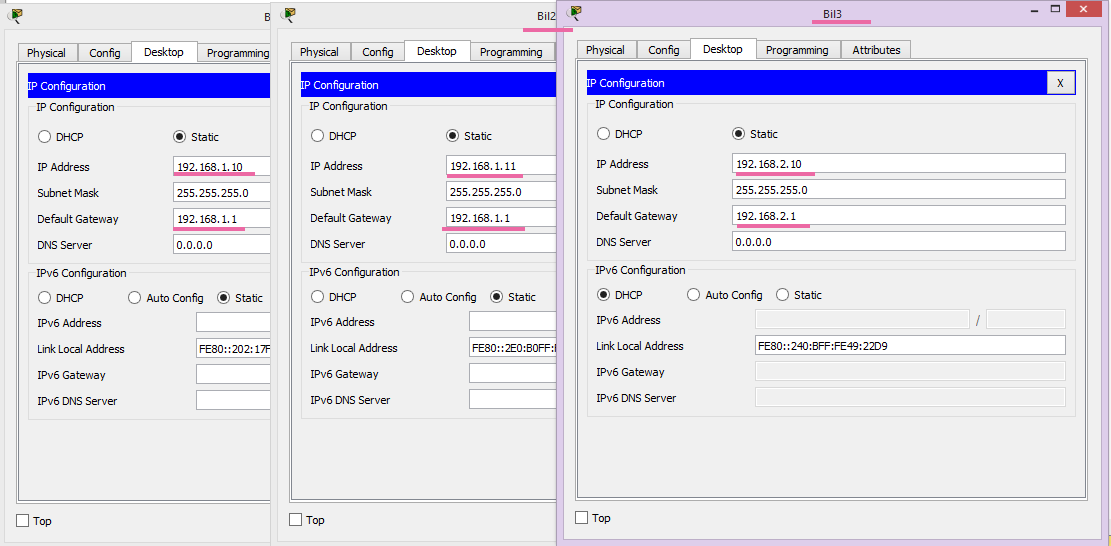 B
Physical Config Desktop Programming
IP Configuration
IP Configuration
DHCP Static
IP Address 192.168.1.10
Subnet Mask 255.255.255.0
Default Gateway 192.168.1.1
DNS Server 0.0.0.0
IPv6 Configuration
DHCP Auto Config Static
IPv6 Address
Link Local Address FE80::202:17F
IPv6 Gateway
IPv6 DNS Server
Top
Bil2
Physical Config Desktop Programming
IP Configuration
IP Configuration
DHCP Static
IP Address 192.168.1.11
Subnet Mask 255.255.255.0
Default Gateway 192.168.1.1
DNS Server 0.0.0.0
IPv6 Configuration
DHCP Auto Config Static
IPv6 Address
Link Local Address FE80::2E0:B0FF:
IPv6 Gateway
IPv6 DNS Server
Top
Bil3
Physical Config Desktop Programming Attributes
IP Configuration X
IP Configuration
DHCP Static
IP Address 192.168.2.10
Subnet Mask 255.255.255.0
Default Gateway 192.168.2.1
DNS Server 0.0.0.0
IPv6 Configuration
DHCP Auto Config Static
IPv6 Address /
Link Local Address FE80::240:BFF:FE49:22D9
IPv6 Gateway
IPv6 DNS Server
Top